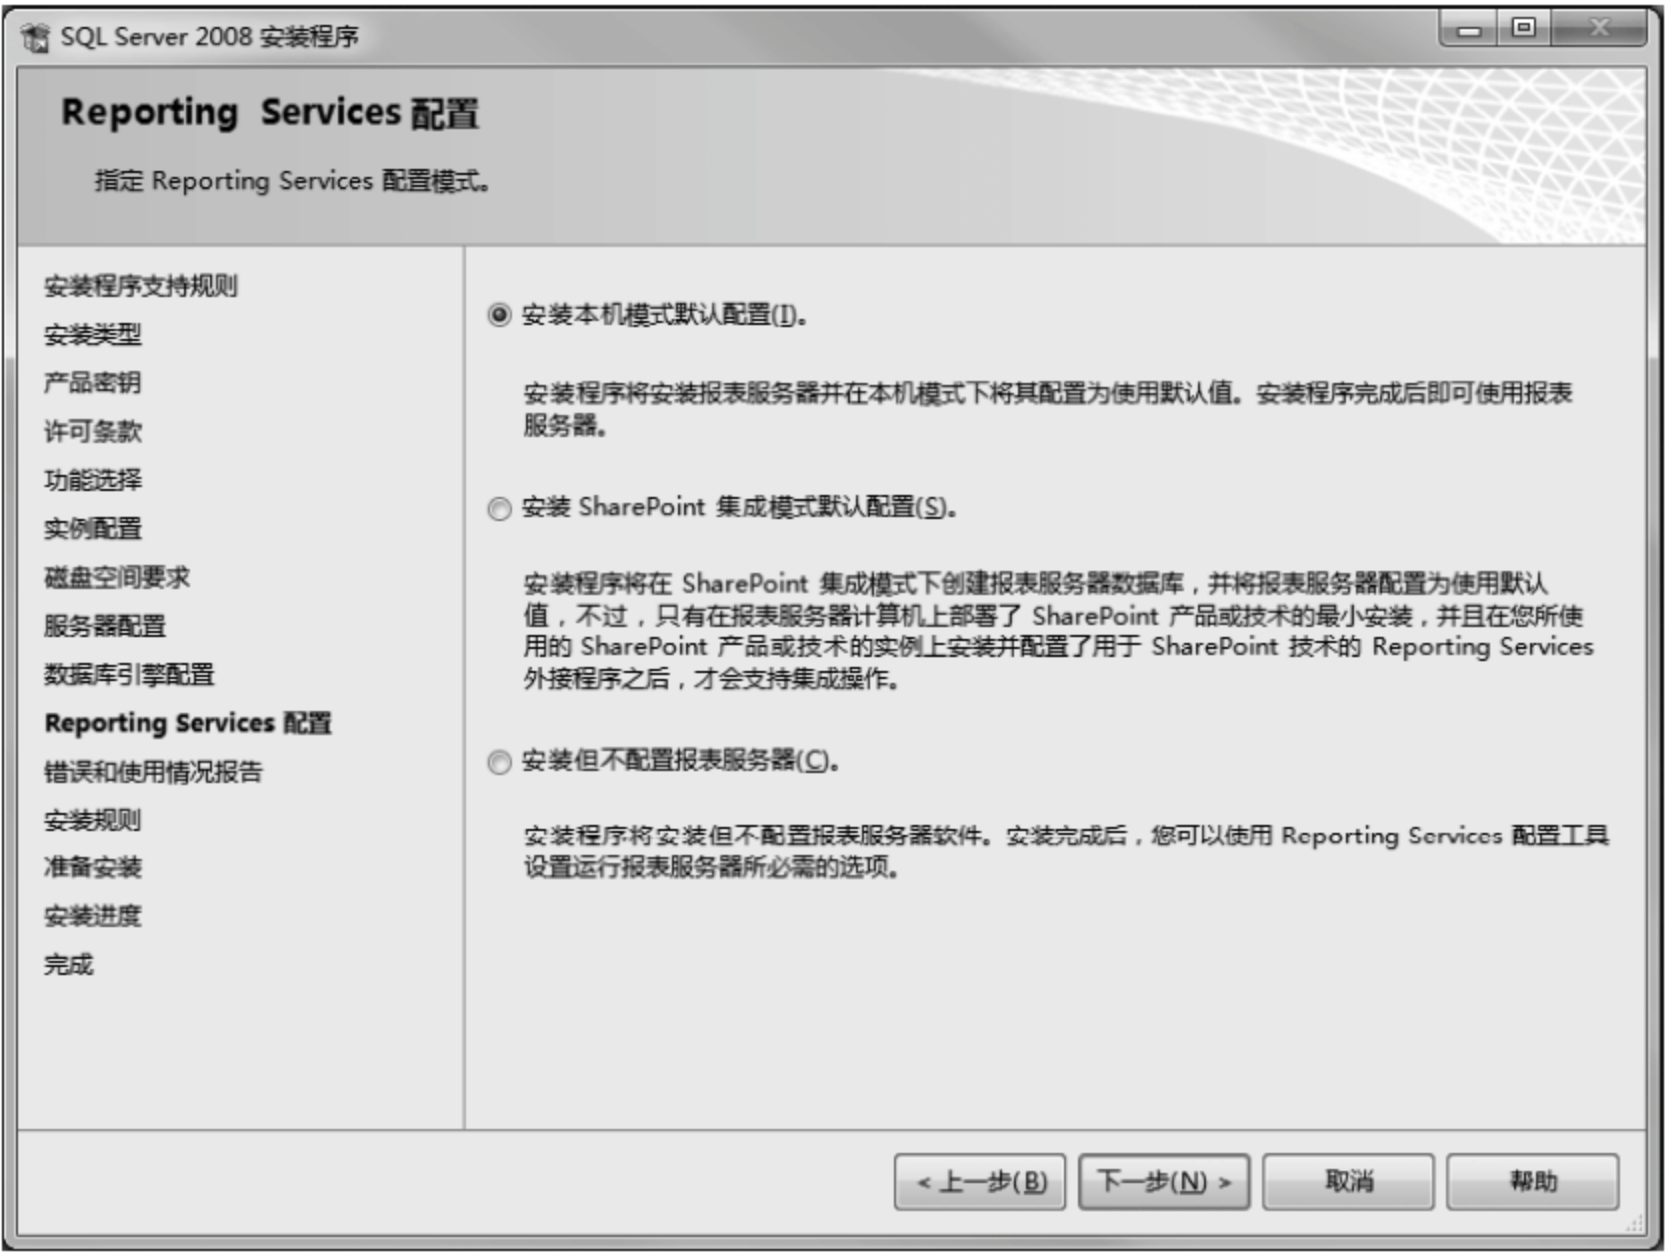 SQL Server 2008 安装程序
Reporting Services 配置
指定 Reporting Services 配置模式。
安装程序支持规则
安装类型
产品密钥
许可条款
功能选择
实例配置
磁盘空间要求
服务器配置
数据库引擎配置
Reporting Services 配置
错误和使用情况报告
安装规则
准备安装
安装进度
完成
安装本机模式默认配置(I)。
安装程序将安装报表服务器并在本机模式下将其配置为使用默认值。安装程序完成后即可使用报表
服务器。
安装 SharePoint 集成模式默认配置(S)。
安装程序将在 SharePoint 集成模式下创建报表服务器数据库，并将报表服务器配置为使用默认
值，不过，只有在报表服务器计算机上部署了 SharePoint 产品或技术的最小安装，并且在您所使
用的 SharePoint 产品或技术的实例上安装并配置了用于 SharePoint 技术的 Reporting Services
外接程序之后，才会支持集成操作。
安装但不配置报表服务器(C)。
安装程序将安装但不配置报表服务器软件。安装完成后，您可以使用 Reporting Services 配置工具
设置运行报表服务器所必需的选项。
< 上一步(B)
下一步(N) >
取消
帮助